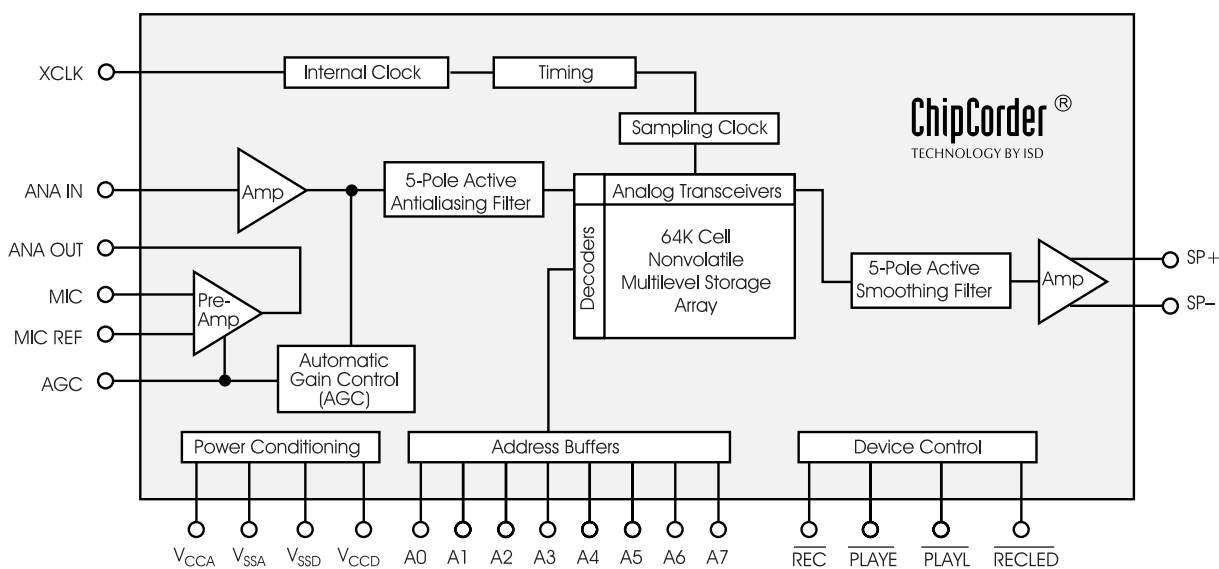 XCLK
Internal Clock
Timing
Sampling Clock
ChipCorder ®
TECHNOLOGY BY ISD
ANA IN
Amp
5-Pole Active
Antialiasing Filter
Analog Transceivers
Decoders
64K Cell
Nonvolatile
Multilevel Storage
Array
ANA OUT
MIC
MIC REF
AGC
Pre-
Amp
Automatic
Gain Control
(AGC)
5-Pole Active
Smoothing Filter
Amp
SP+
SP–
Power Conditioning
Address Buffers
Device Control
VCCA
VSSA
VSSD
VCCD
A0
A1
A2
A3
A4
A5
A6
A7
REC
PLAYE
PLAYL
RECLED